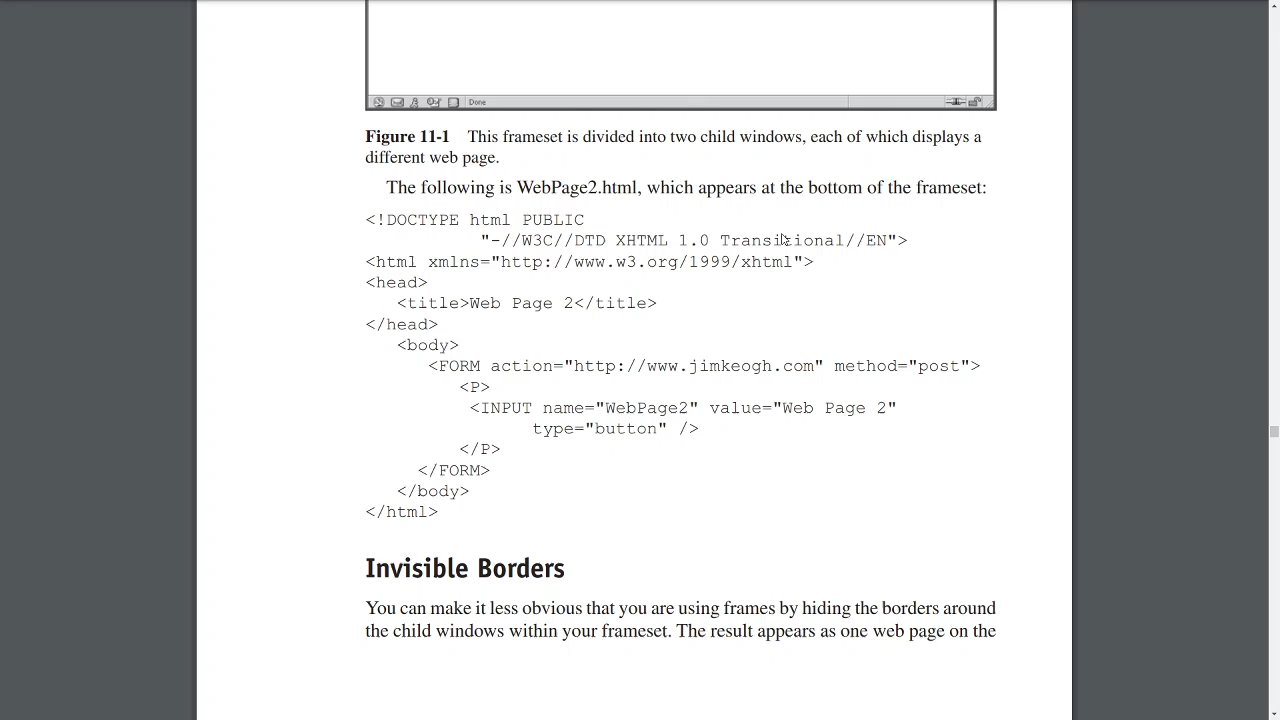 Done
Figure 11-1 This frameset is divided into two child windows, each of which displays a
different web page.
The following is WebPage2.html, which appears at the bottom of the frameset:
<!DOCTYPE html PUBLIC
"-//W3C//DTD XHTML 1.0 Transitional//EN">
<html xmlns="http://www.w3.org/1999/xhtml">
<head>
<title>Web Page 2</title>
</head>
<body>
<FORM action="http://www.jimkeogh.com" method="post">
<P>
<INPUT name="WebPage2" value="Web Page 2"
type="button" />
</P>
</FORM>
</body>
</html>
Invisible Borders
You can make it less obvious that you are using frames by hiding the borders around
the child windows within your frameset. The result appears as one web page on the